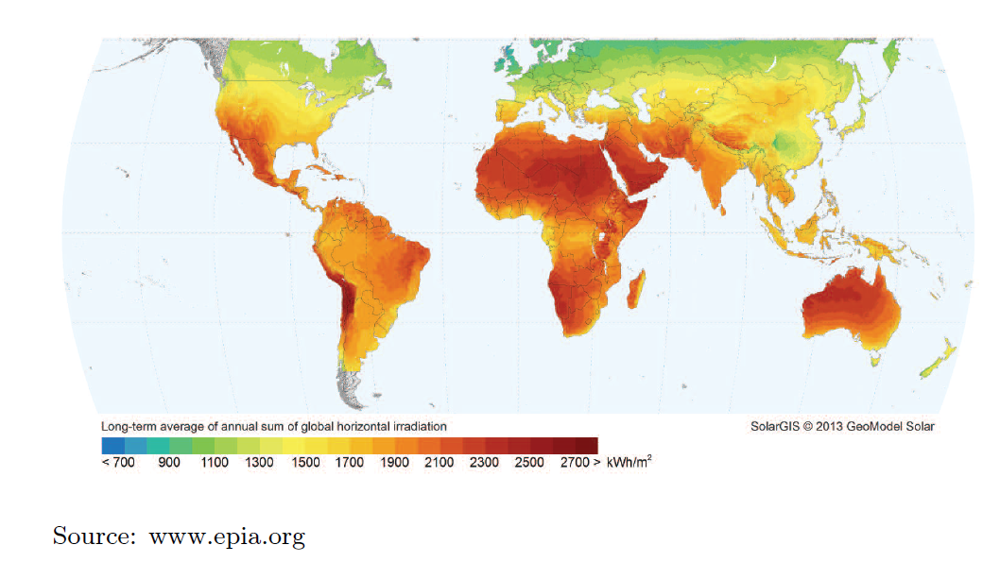 Long-term average of annual sum of global horizontal irradiation
SolarGIS © 2013 GeoModel Solar
< 700 900 1100 1300 1500 1700 1900 2100 2300 2500 2700 > kWh/m²
Source: www.epia.org